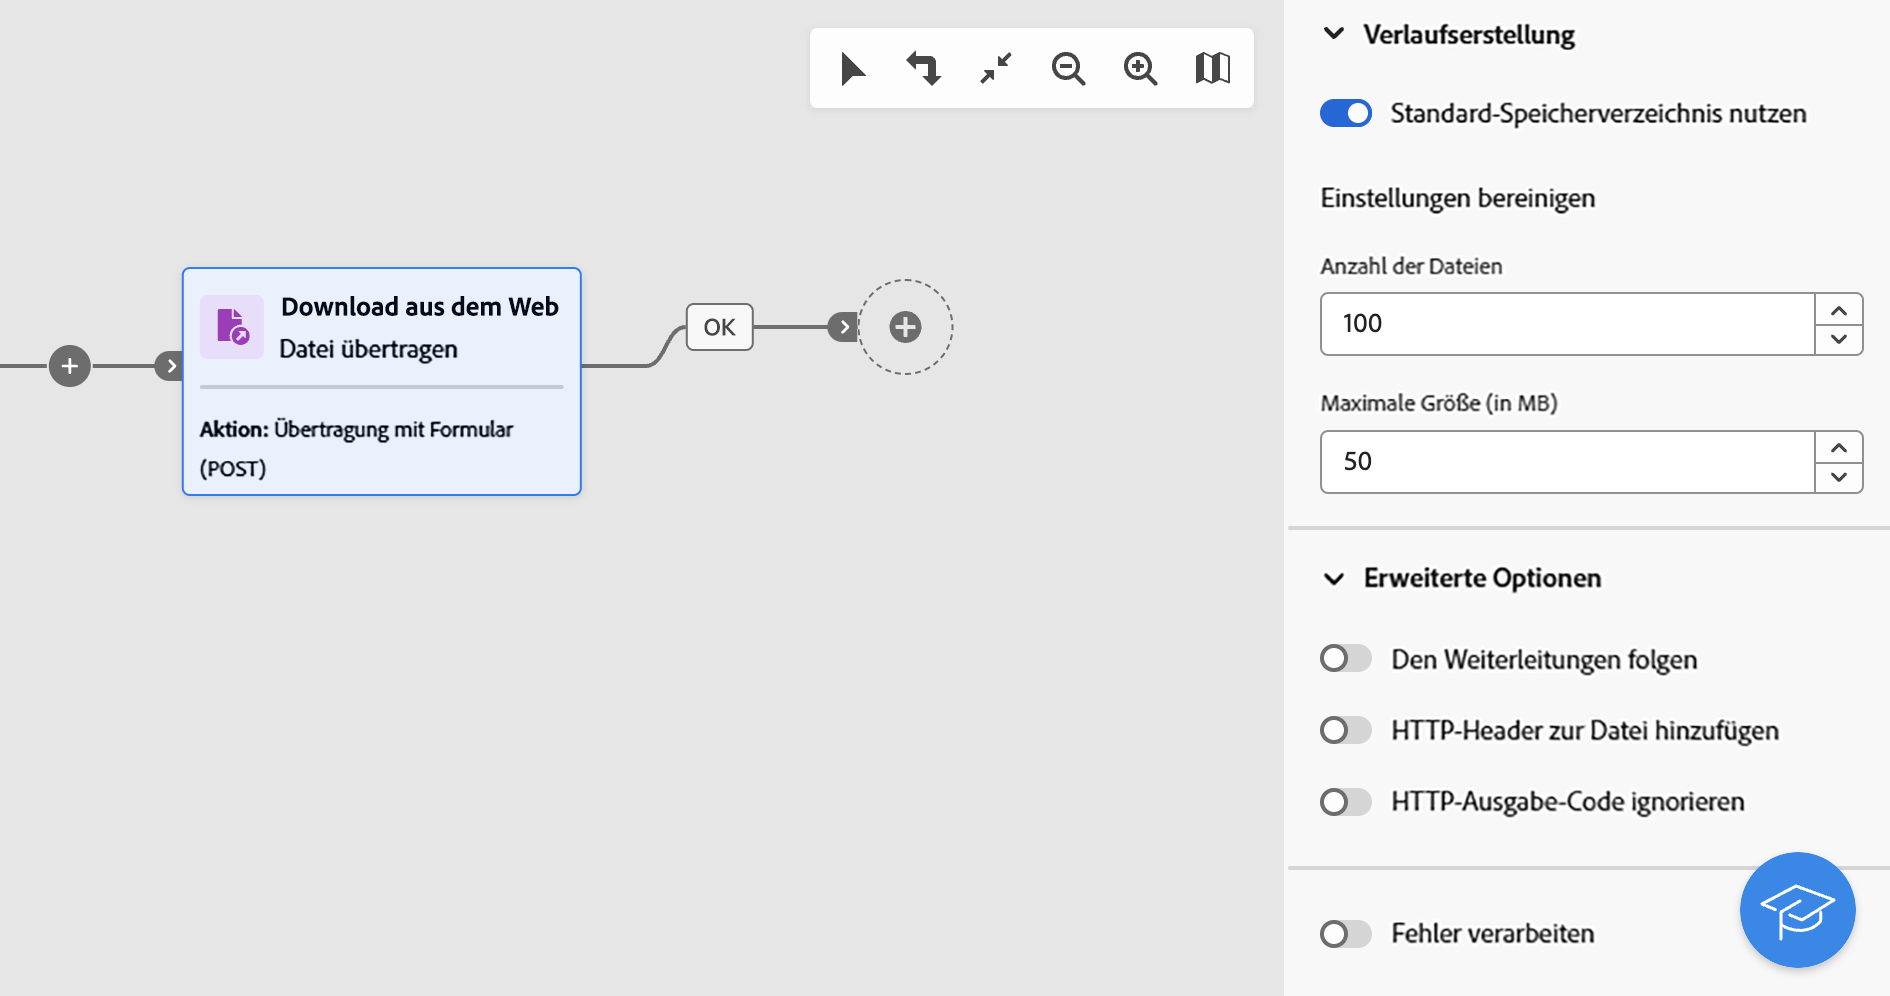 Download aus dem Web
Datei übertragen
Aktion: Übertragung mit Formular
(POST)
OK
Verlaufserstellung
Standard-Speicherverzeichnis nutzen
Einstellungen bereinigen
Anzahl der Dateien
100
Maximale Größe (in MB)
50
Erweiterte Optionen
Den Weiterleitungen folgen
HTTP-Header zur Datei hinzufügen
HTTP-Ausgabe-Code ignorieren
Fehler verarbeiten